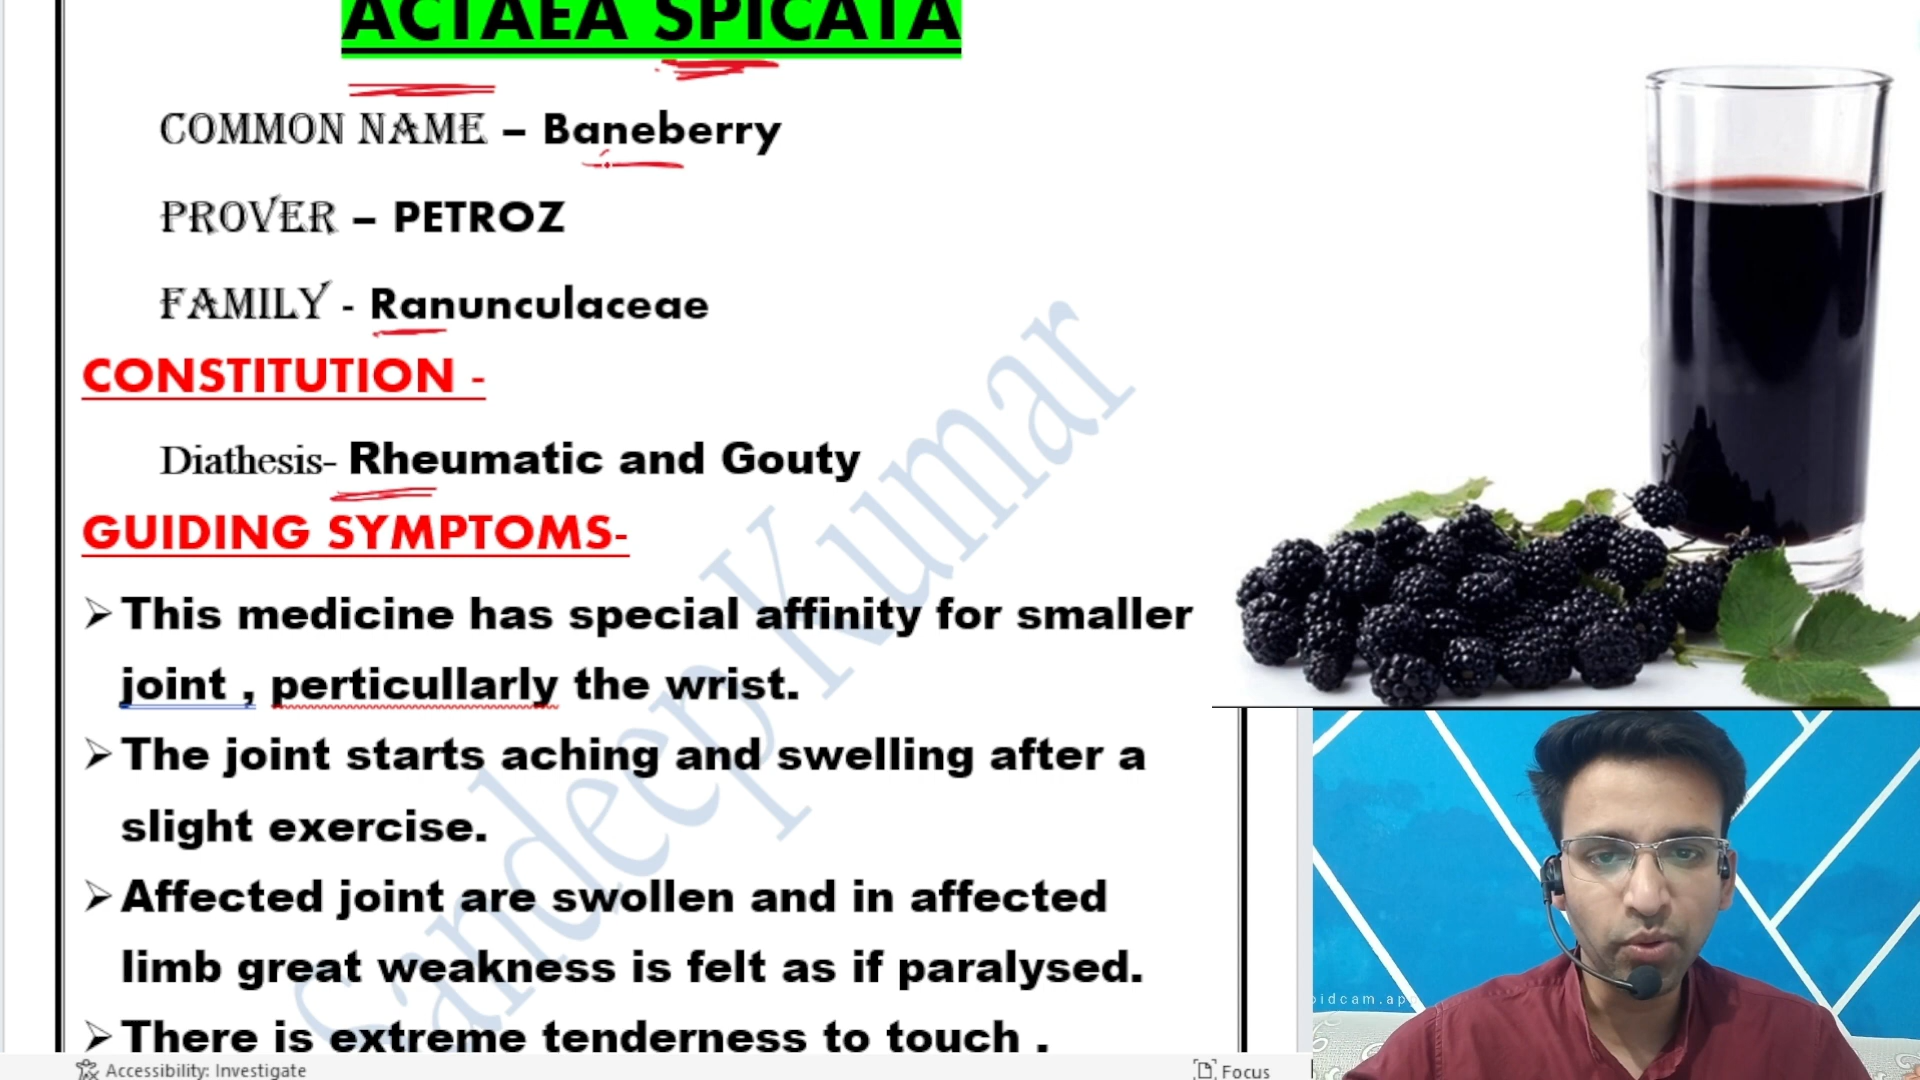 ACTAEA SPICATA
COMMON NAME – Baneberry
PROVER – PETROZ
FAMILY - Ranunculaceae
CONSTITUTION -
Diathesis- Rheumatic and Gouty
GUIDING SYMPTOMS-
➢ This medicine has special affinity for smaller
joint , perticullarly the wrist.
➢ The joint starts aching and swelling after a
slight exercise.
➢ Affected joint are swollen and in affected
limb great weakness is felt as if paralysed.
➢ There is extreme tenderness to touch .
Sandeep Kumar
Accessibility: Investigate
Focus